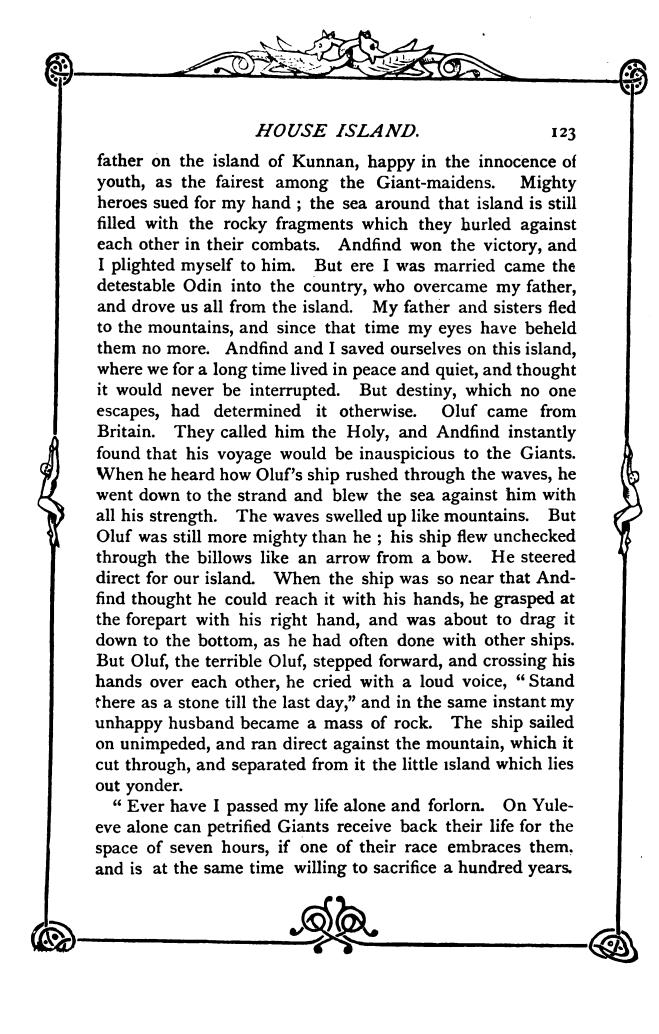 HOUSE ISLAND. 123
father on the island of Kunnan, happy in the innocence of
youth, as the fairest among the Giant-maidens. Mighty
heroes sued for my hand ; the sea around that island is still
filled with the rocky fragments which they hurled against
each other in their combats. Andfind won the victory, and
I plighted myself to him. But ere I was married came the
detestable Odin into the country, who overcame my father,
and drove us all from the island. My father and sisters fled
to the mountains, and since that time my eyes have beheld
them no more. Andfind and I saved ourselves on this island,
where we for a long time lived in peace and quiet, and thought
it would never be interrupted. But destiny, which no one
escapes, had determined it otherwise. Oluf came from
Britain. They called him the Holy, and Andfind instantly
found that his voyage would be inauspicious to the Giants.
When he heard how Oluf's ship rushed through the waves, he
went down to the strand and blew the sea against him with
all his strength. The waves swelled up like mountains. But
Oluf was still more mighty than he ; his ship flew unchecked
through the billows like an arrow from a bow. He steered
direct for our island. When the ship was so near that And-
find thought he could reach it with his hands, he grasped at
the forepart with his right hand, and was about to drag it
down to the bottom, as he had often done with other ships.
But Oluf, the terrible Oluf, stepped forward, and crossing his
hands over each other, he cried with a loud voice, “ Stand
there as a stone till the last day,” and in the same instant my
unhappy husband became a mass of rock. The ship sailed
on unimpeded, and ran direct against the mountain, which it
cut through, and separated from it the little island which lies
out yonder.
“ Ever have I passed my life alone and forlorn. On Yule-
eve alone can petrified Giants receive back their life for the
space of seven hours, if one of their race embraces them,
and is at the same time willing to sacrifice a hundred years.